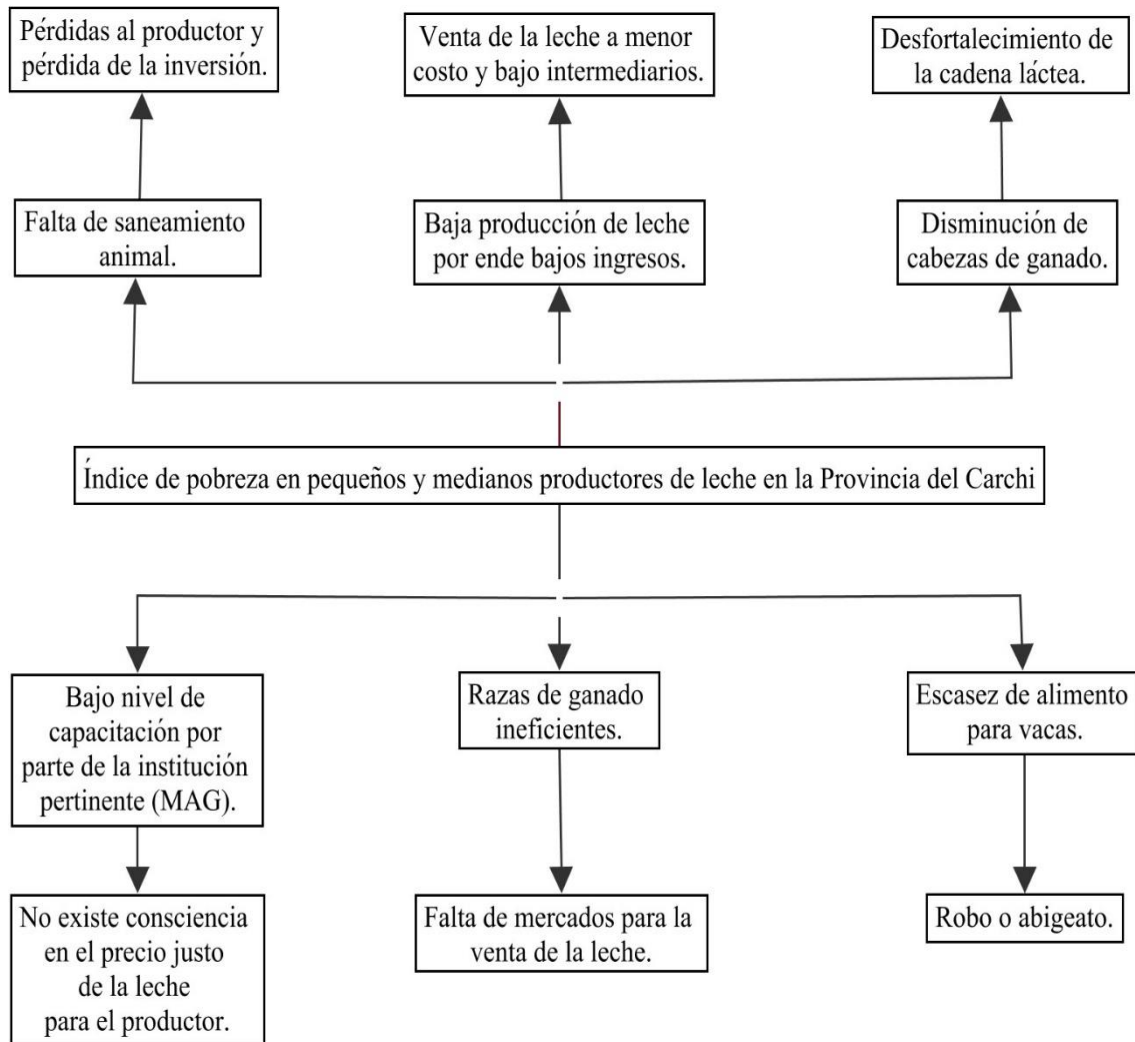 Pérdidas al productor y
pérdida de la inversión.
Venta de la leche a menor
costo y bajo intermediarios.
Desfortalecimiento de
la cadena láctea.
Falta de saneamiento
animal.
Baja producción de leche
por ende bajos ingresos.
Disminución de
cabezas de ganado.
Índice de pobreza en pequeños y medianos productores de leche en la Provincia del Carchi
Bajo nivel de
capacitación por
parte de la institución
pertinente (MAG).
Razas de ganado
ineficientes.
Escasez de alimento
para vacas.
No existe consciencia
en el precio justo
de la leche
para el productor.
Falta de mercados para la
venta de la leche.
Robo o abigeato.